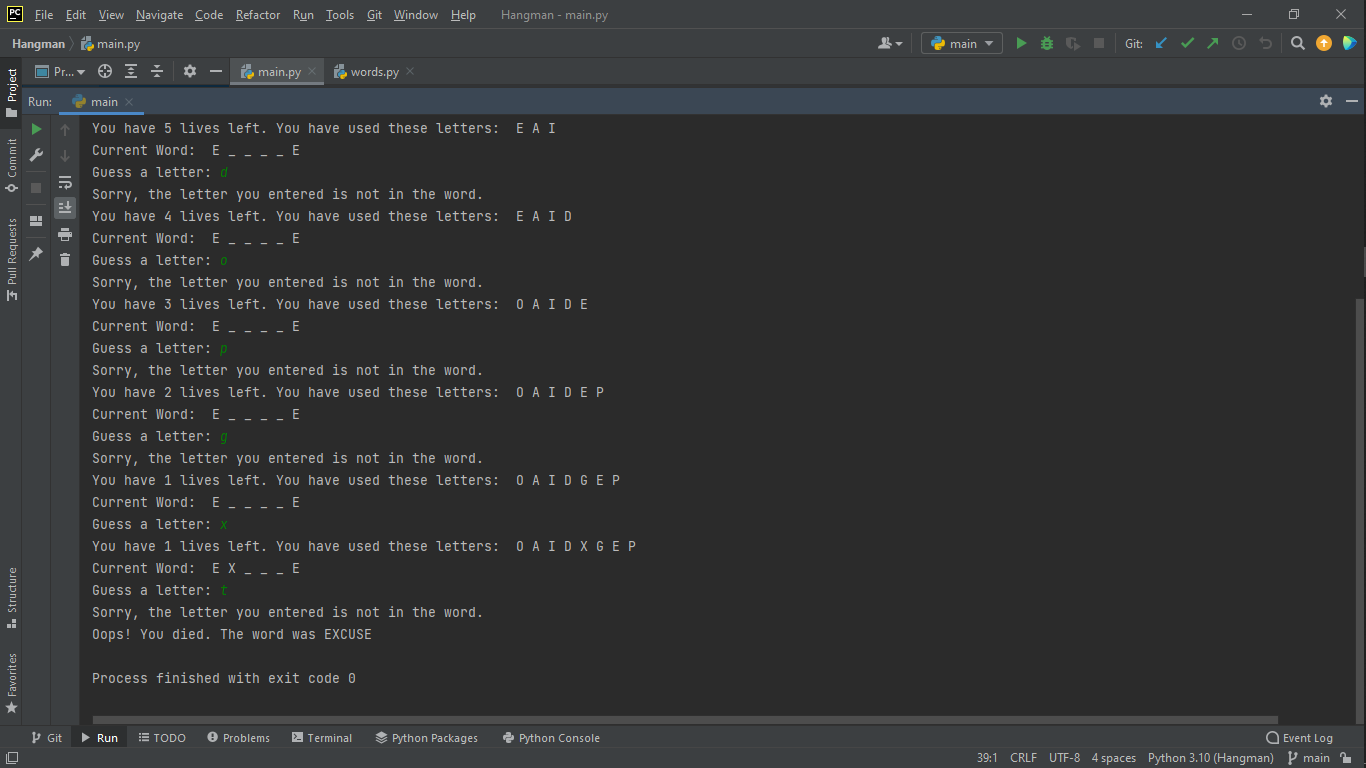 PC File Edit View Navigate Code Refactor Run Tools Git Window Help Hangman - main.py
Hangman main.py main Git:
Project Pr... main.py words.py
Run: main
Commit
Pull Requests
Structure
Favorites
You have 5 lives left. You have used these letters:  E A I
Current Word:  E _ _ _ _ E
Guess a letter: d
Sorry, the letter you entered is not in the word.
You have 4 lives left. You have used these letters:  E A I D
Current Word:  E _ _ _ _ E
Guess a letter: o
Sorry, the letter you entered is not in the word.
You have 3 lives left. You have used these letters:  O A I D E
Current Word:  E _ _ _ _ E
Guess a letter: p
Sorry, the letter you entered is not in the word.
You have 2 lives left. You have used these letters:  O A I D E P
Current Word:  E _ _ _ _ E
Guess a letter: g
Sorry, the letter you entered is not in the word.
You have 1 lives left. You have used these letters:  O A I D G E P
Current Word:  E _ _ _ _ E
Guess a letter: x
You have 1 lives left. You have used these letters:  O A I D X G E P
Current Word:  E X _ _ _ E
Guess a letter: t
Sorry, the letter you entered is not in the word.
Oops! You died. The word was EXCUSE
Process finished with exit code 0
Git Run TODO Problems Terminal Python Packages Python Console Event Log
39:1 CRLF UTF-8 4 spaces Python 3.10 (Hangman) main